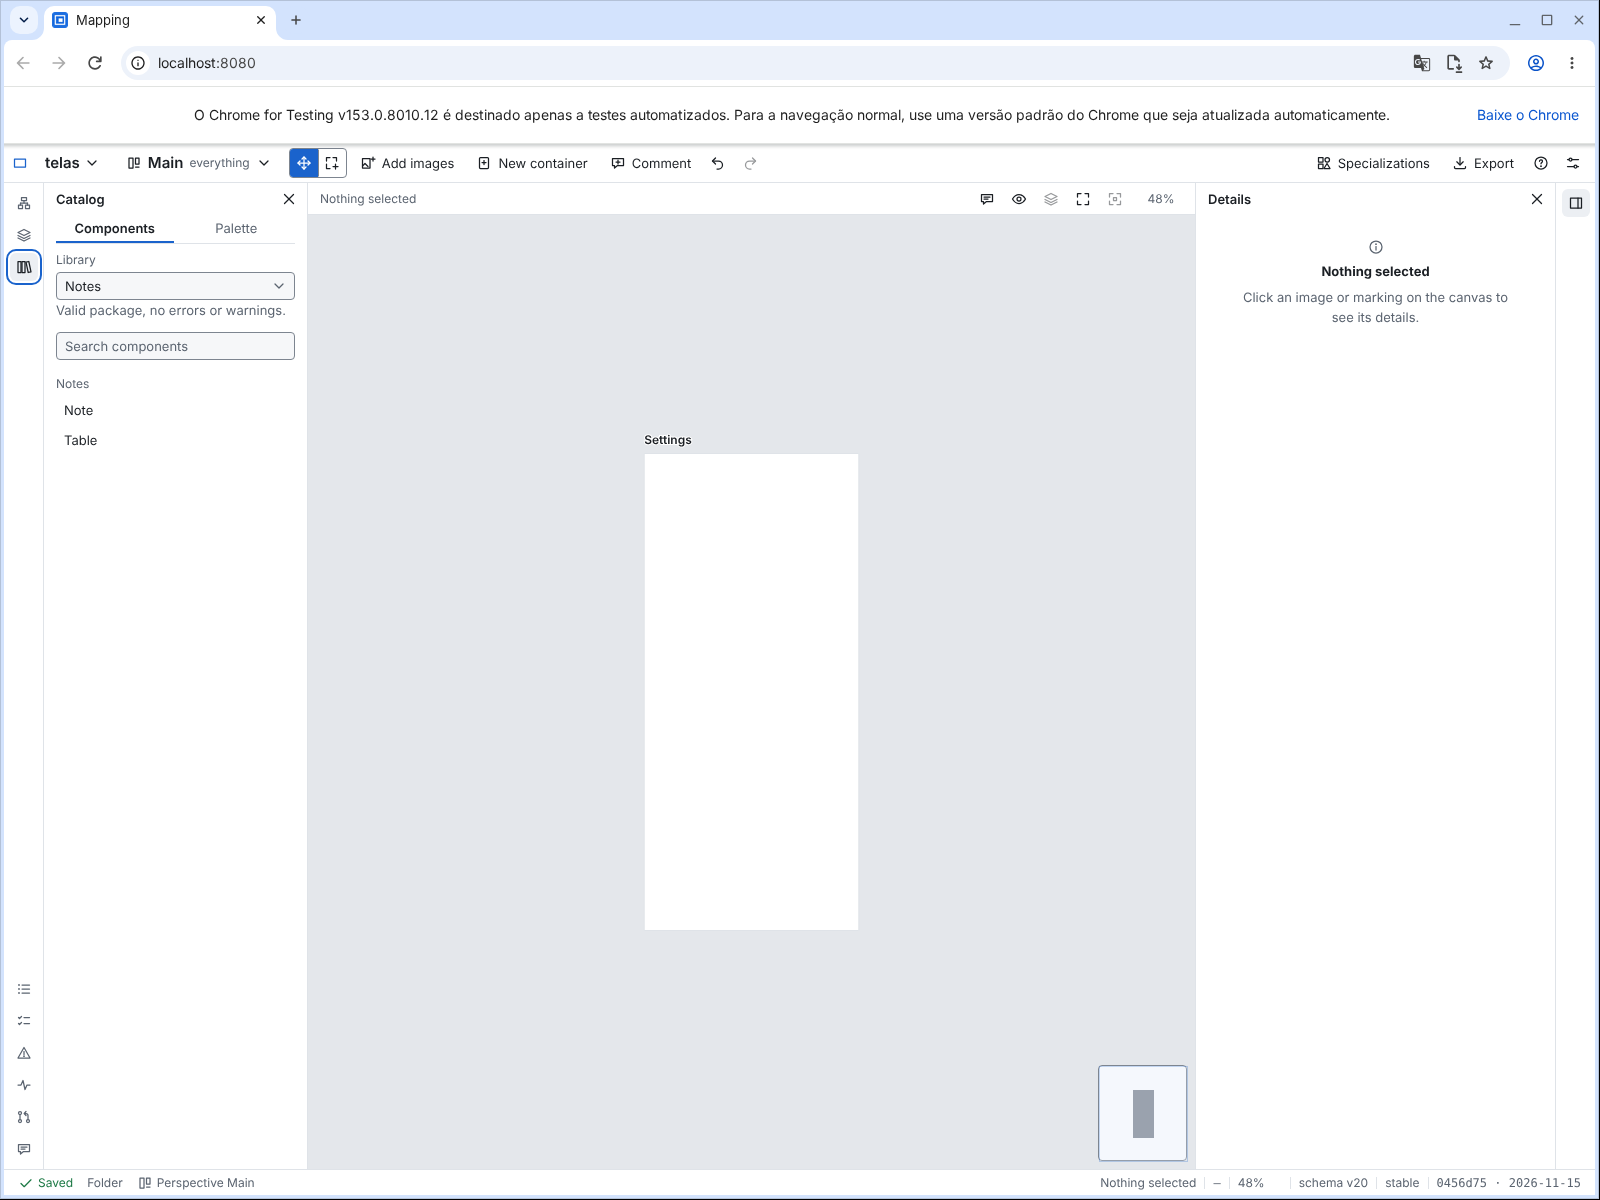 Mapping
localhost:8080
O Chrome for Testing v153.0.8010.12 é destinado apenas a testes automatizados. Para a navegação normal, use uma versão padrão do Chrome que seja atualizada automaticamente.
Baixe o Chrome
telas
Main everything
Add images
New container
Comment
Specializations
Export
Catalog
Components
Palette
Library
Notes
Valid package, no errors or warnings.
Search components
Notes
Note
Table
Nothing selected
48%
Settings
Details
Nothing selected
Click an image or marking on the canvas to
see its details.
Saved
Folder
Perspective Main
Nothing selected
–
48%
schema v20
stable
0456d75 · 2026-11-15